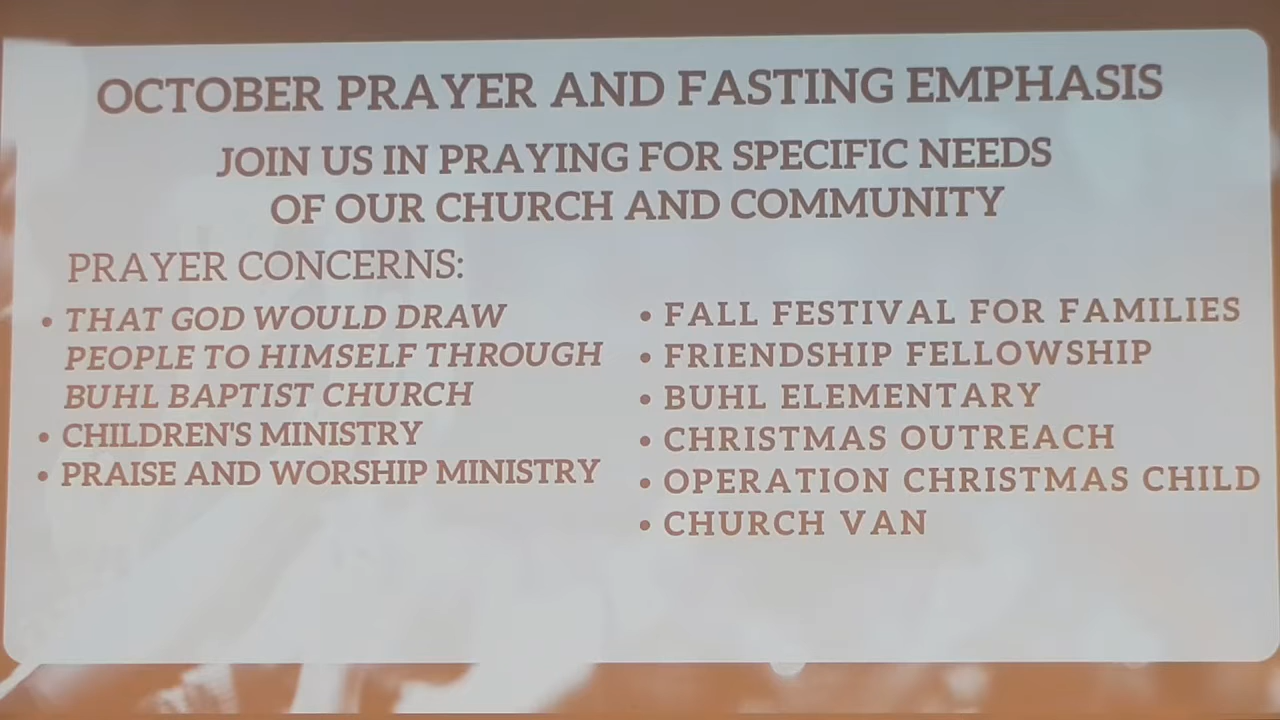 OCTOBER PRAYER AND FASTING EMPHASIS
JOIN US IN PRAYING FOR SPECIFIC NEEDS
OF OUR CHURCH AND COMMUNITY
PRAYER CONCERNS:
• THAT GOD WOULD DRAW
PEOPLE TO HIMSELF THROUGH
BUHL BAPTIST CHURCH
• CHILDREN'S MINISTRY
• PRAISE AND WORSHIP MINISTRY
• FALL FESTIVAL FOR FAMILIES
• FRIENDSHIP FELLOWSHIP
• BUHL ELEMENTARY
• CHRISTMAS OUTREACH
• OPERATION CHRISTMAS CHILD
• CHURCH VAN